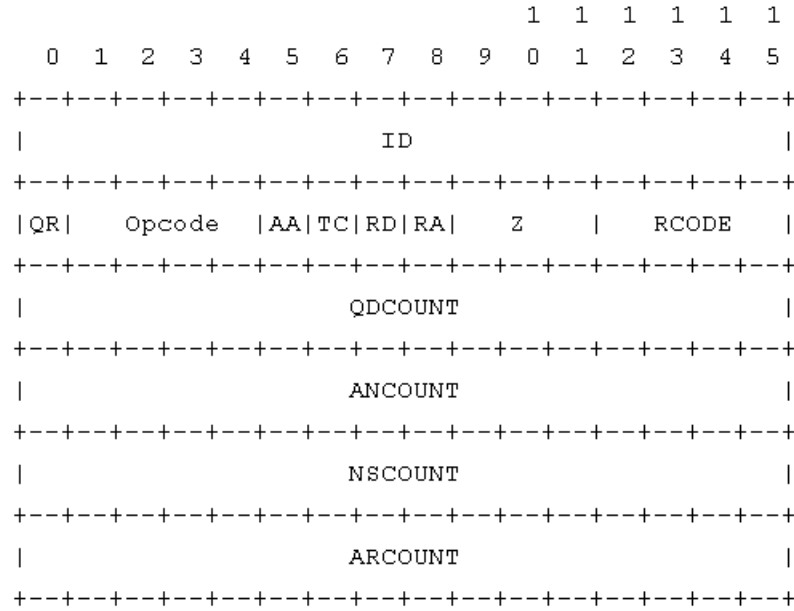 1  1  1  1  1  1
  0  1  2  3  4  5  6  7  8  9  0  1  2  3  4  5
+--+--+--+--+--+--+--+--+--+--+--+--+--+--+--+--+
|                      ID                       |
+--+--+--+--+--+--+--+--+--+--+--+--+--+--+--+--+
|QR|   Opcode  |AA|TC|RD|RA|   Z    |   RCODE   |
+--+--+--+--+--+--+--+--+--+--+--+--+--+--+--+--+
|                    QDCOUNT                    |
+--+--+--+--+--+--+--+--+--+--+--+--+--+--+--+--+
|                    ANCOUNT                    |
+--+--+--+--+--+--+--+--+--+--+--+--+--+--+--+--+
|                    NSCOUNT                    |
+--+--+--+--+--+--+--+--+--+--+--+--+--+--+--+--+
|                    ARCOUNT                    |
+--+--+--+--+--+--+--+--+--+--+--+--+--+--+--+--+